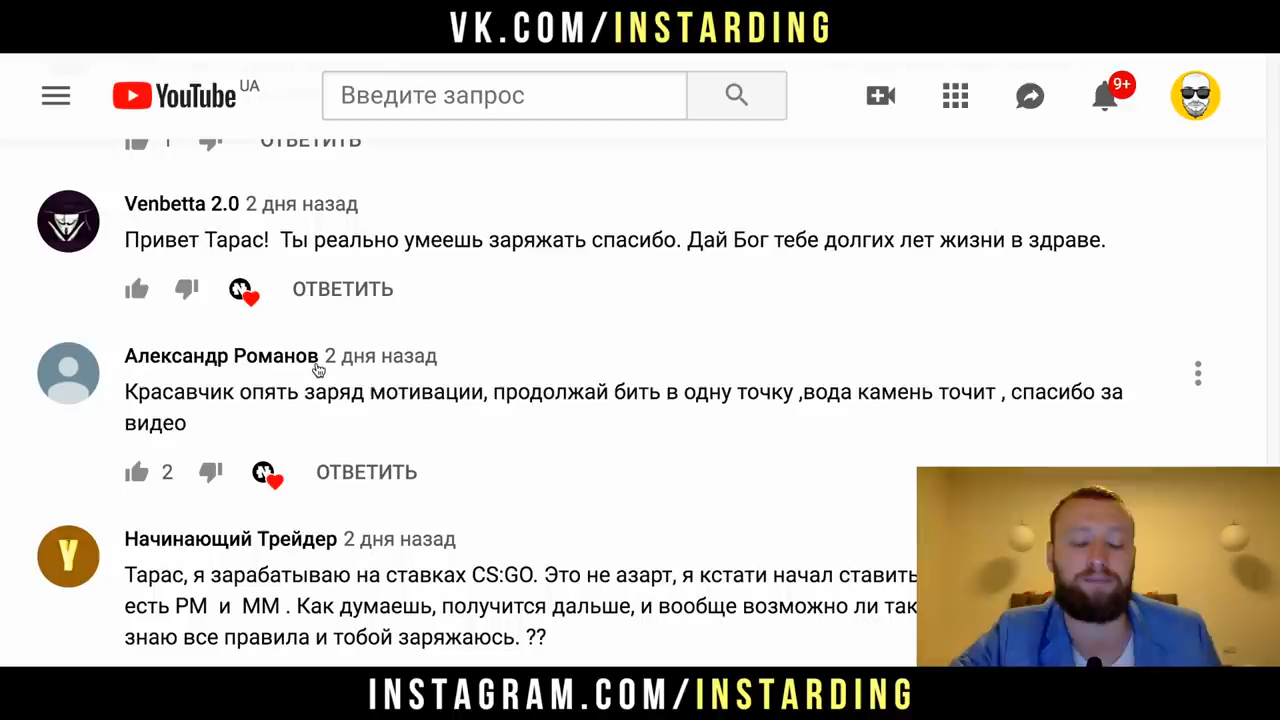 VK.COM/INSTARDING
YouTube UA
Введите запрос
9+
1 ОТВЕТИТЬ
Venbetta 2.0 2 дня назад
Привет Тарас! Ты реально умеешь заряжать спасибо. Дай Бог тебе долгих лет жизни в здраве.
ОТВЕТИТЬ
Александр Романов 2 дня назад
Красавчик опять заряд мотивации, продолжай бить в одну точку ,вода камень точит , спасибо за
видео
2 ОТВЕТИТЬ
Y
Начинающий Трейдер 2 дня назад
Тарас, я зарабатываю на ставках CS:GO. Это не азарт, я кстати начал ставить
есть РМ и ММ . Как думаешь, получится дальше, и вообще возможно ли так
знаю все правила и тобой заряжаюсь. ??
INSTAGRAM.COM/INSTARDING